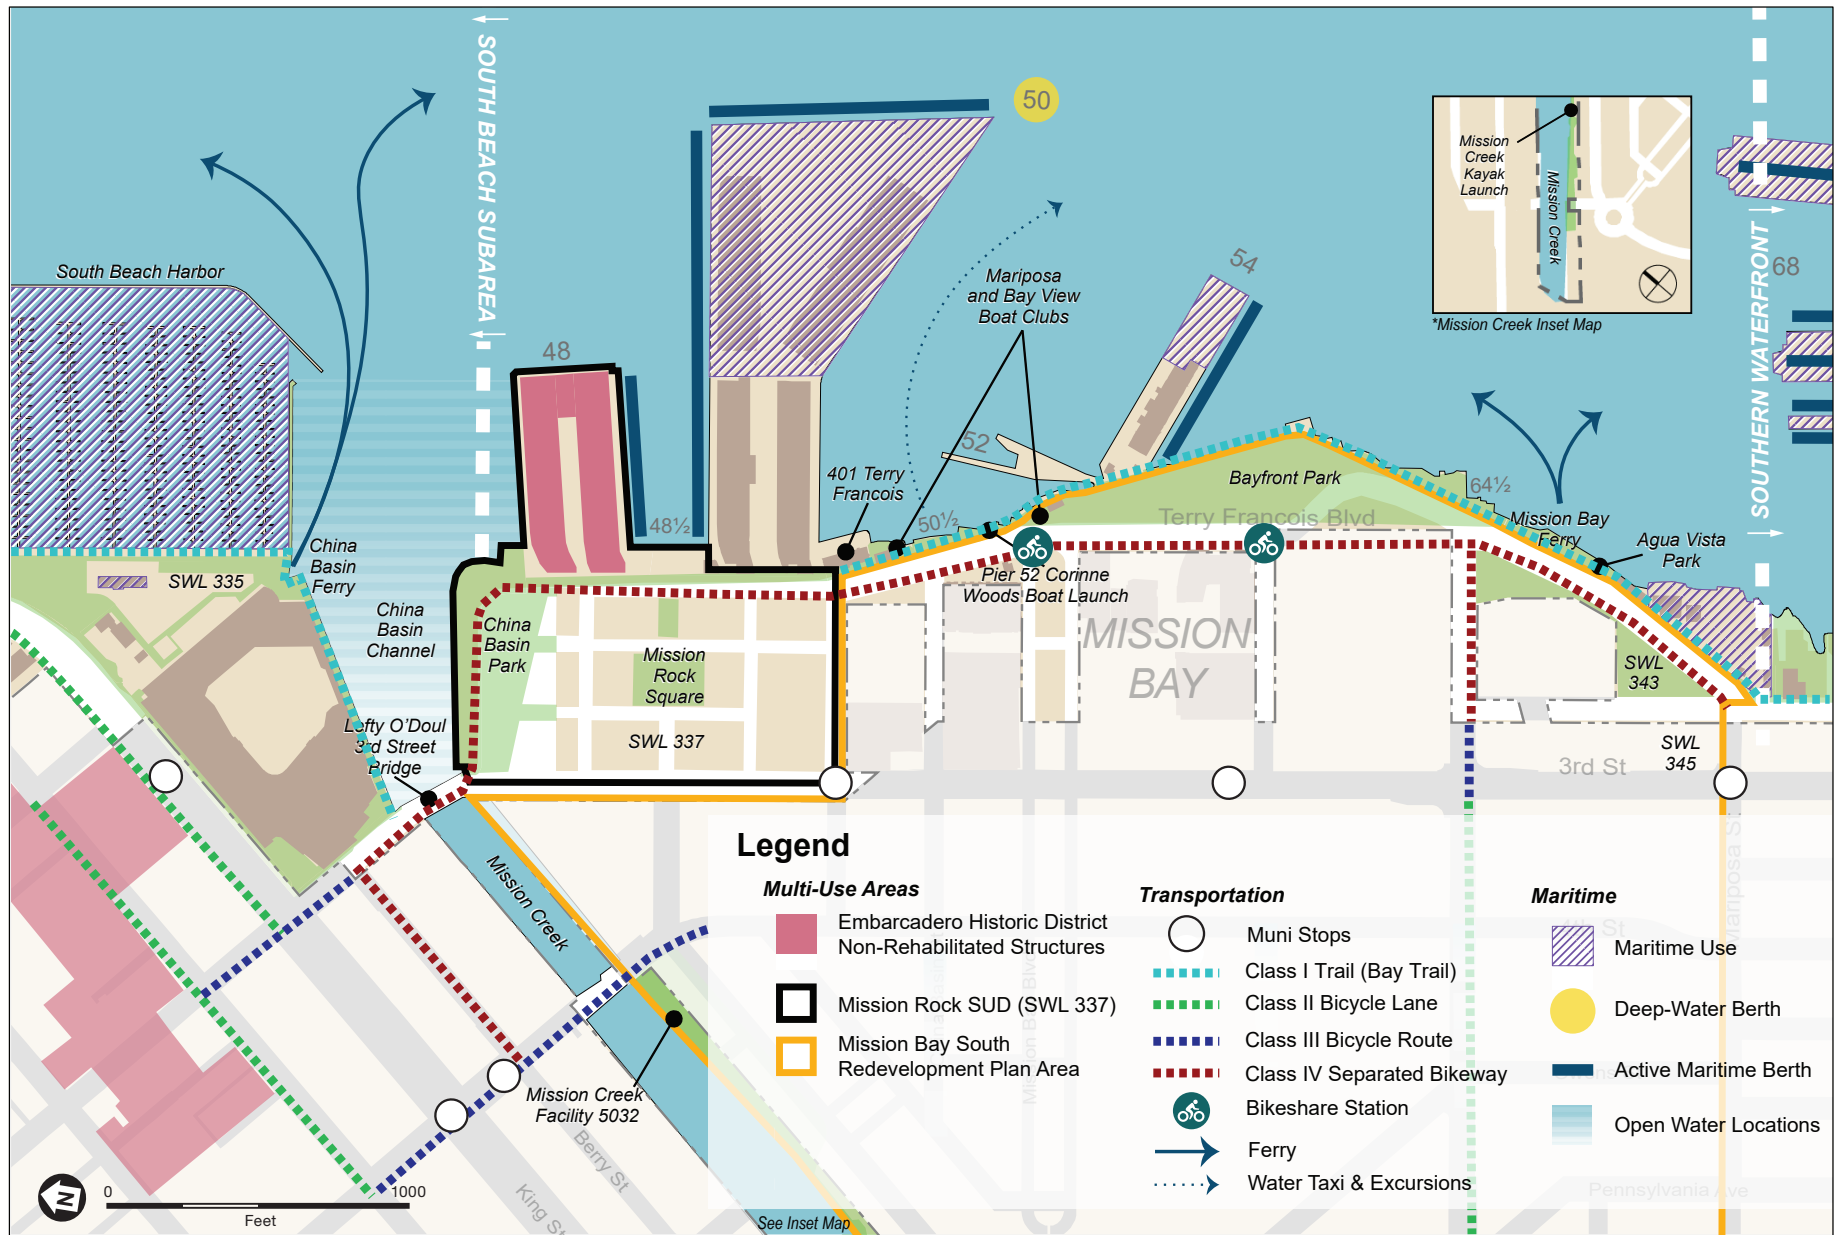 SOUTH BEACH SUBAREA
50
Mission
Creek
Kayak
Launch
Mission Creek
*Mission Creek Inset Map
SOUTHERN WATERFRONT
68
South Beach Harbor
54
Mariposa
and Bay View
Boat Clubs
48
52
401 Terry
Francois
48½
50½
Bayfront Park
64½
Terry Francois Blvd
Mission Bay
Ferry
Agua Vista
Park
China
Basin
Ferry
SWL 335
Pier 52 Corinne
Woods Boat Launch
China
Basin
Channel
China
Basin
Park
Mission
Rock
Square
MISSION
BAY
SWL
343
Lefty O'Doul
3rd Street
Bridge
SWL 337
SWL
345
3rd St
Mariposa St
Mission Creek
Mission Creek
Facility 5032
Berry St
King St
See Inset Map
Legend
Multi-Use Areas
Embarcadero Historic District
Non-Rehabilitated Structures
Mission Rock SUD (SWL 337)
Mission Bay South
Redevelopment Plan Area
Transportation
Muni Stops
Class I Trail (Bay Trail)
Class II Bicycle Lane
Class III Bicycle Route
Class IV Separated Bikeway
Bikeshare Station
Ferry
Water Taxi & Excursions
Maritime
Maritime Use
Deep-Water Berth
Active Maritime Berth
Open Water Locations
Pennsylvania Ave
N
0 1000
Feet